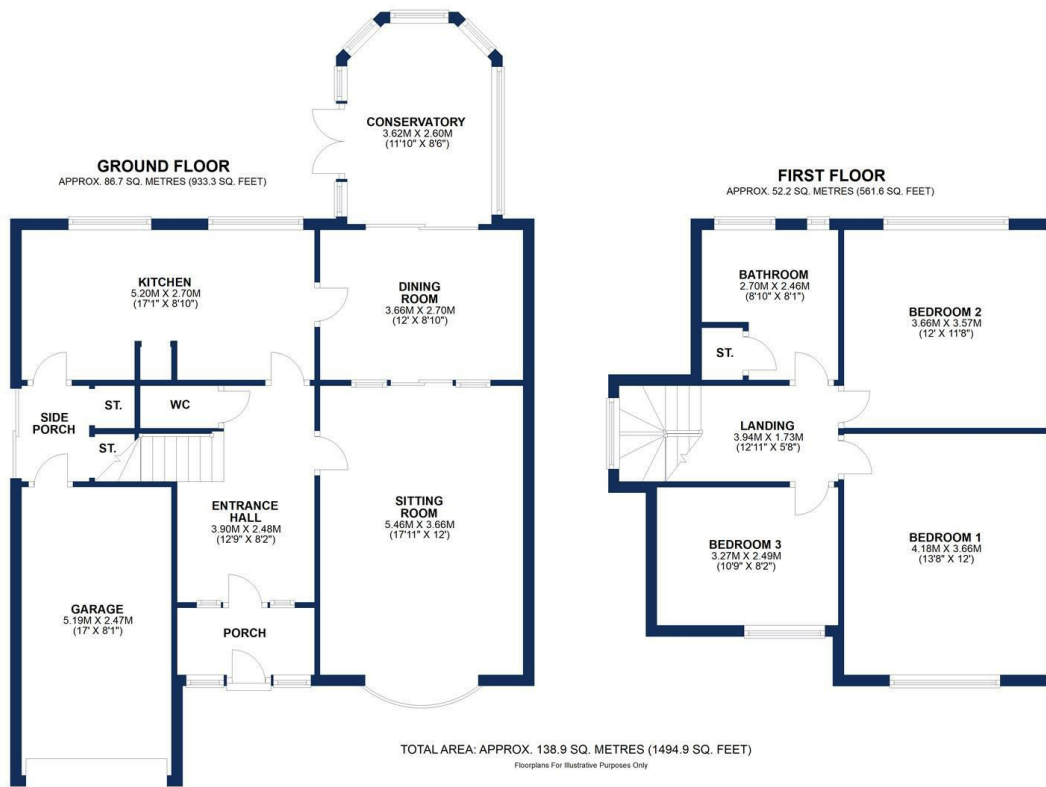 GROUND FLOOR
APPROX. 86.7 SQ. METRES (933.3 SQ. FEET)
CONSERVATORY
3.62M X 2.60M
(11'10" X 8'6")
KITCHEN
5.20M X 2.70M
(17'1" X 8'10")
DINING
ROOM
3.66M X 2.70M
(12' X 8'10")
SIDE
PORCH
ST.
WC
ST.
ENTRANCE
HALL
3.90M X 2.48M
(12'9" X 8'2")
SITTING
ROOM
5.46M X 3.66M
(17'11" X 12')
GARAGE
5.19M X 2.47M
(17' X 8'1")
PORCH
FIRST FLOOR
APPROX. 52.2 SQ. METRES (561.6 SQ. FEET)
BATHROOM
2.70M X 2.46M
(8'10" X 8'1")
BEDROOM 2
3.66M X 3.57M
(12' X 11'8")
ST.
LANDING
3.94M X 1.73M
(12'11" X 5'8")
BEDROOM 3
3.27M X 2.49M
(10'9" X 8'2")
BEDROOM 1
4.18M X 3.66M
(13'8" X 12')
TOTAL AREA: APPROX. 138.9 SQ. METRES (1494.9 SQ. FEET)
Floorplans For Illustrative Purposes Only